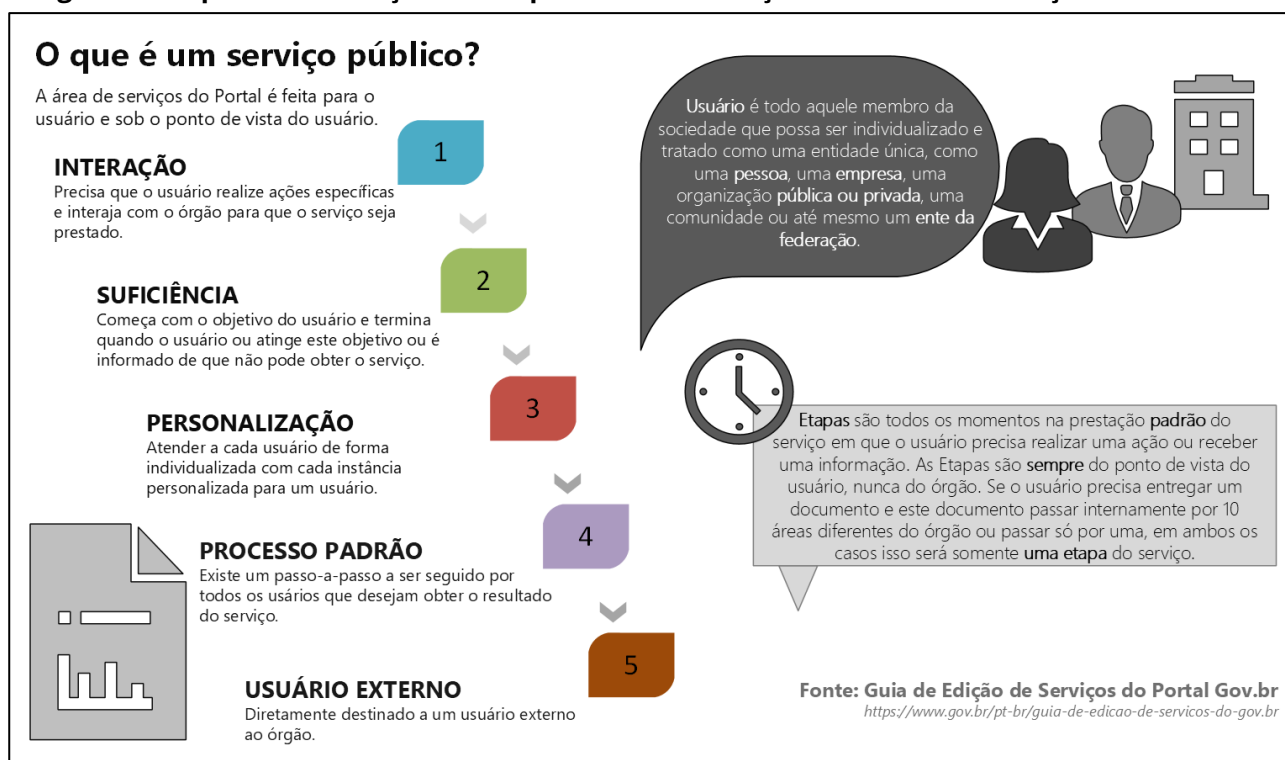 O que é um serviço público?
A área de serviços do Portal é feita para o
usuário e sob o ponto de vista do usuário.
1
INTERAÇÃO
Precisa que o usuário realize ações específicas
e interaja com o órgão para que o serviço seja
prestado.
2
SUFICIÊNCIA
Começa com o objetivo do usuário e termina
quando o usuário ou atinge este objetivo ou é
informado de que não pode obter o serviço.
3
PERSONALIZAÇÃO
Atender a cada usuário de forma
individualizada com cada instância
personalizada para um usuário.
4
PROCESSO PADRÃO
Existe um passo-a-passo a ser seguido por
todos os usários que desejam obter o resultado
do serviço.
5
USUÁRIO EXTERNO
Diretamente destinado a um usuário externo
ao órgão.
Usuário é todo aquele membro da
sociedade que possa ser individualizado e
tratado como uma entidade única, como
uma pessoa, uma empresa, uma
organização pública ou privada, uma
comunidade ou até mesmo um ente da
federação.
Etapas são todos os momentos na prestação padrão do
serviço em que o usuário precisa realizar uma ação ou receber
uma informação. As Etapas são sempre do ponto de vista do
usuário, nunca do órgão. Se o usuário precisa entregar um
documento e este documento passar internamente por 10
áreas diferentes do órgão ou passar só por uma, em ambos os
casos isso será somente uma etapa do serviço.
Fonte: Guia de Edição de Serviços do Portal Gov.br
https://www.gov.br/pt-br/guia-de-edicao-de-servicos-do-gov.br